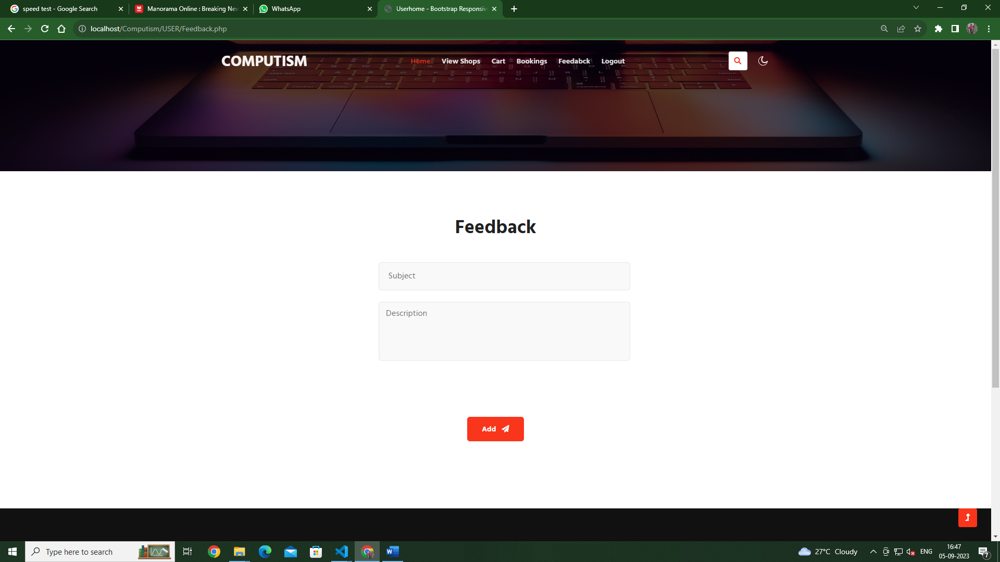 speed test - Google Search
Manorama Online : Breaking Nev
WhatsApp
Userhome - Bootstrap Responsiv
localhost/Computism/USER/Feedback.php
COMPUTISM
Home
View Shops
Cart
Bookings
Feedabck
Logout
Feedback
Subject
Description
Add
Type here to search
27°C Cloudy
ENG
16:47
05-09-2023
7